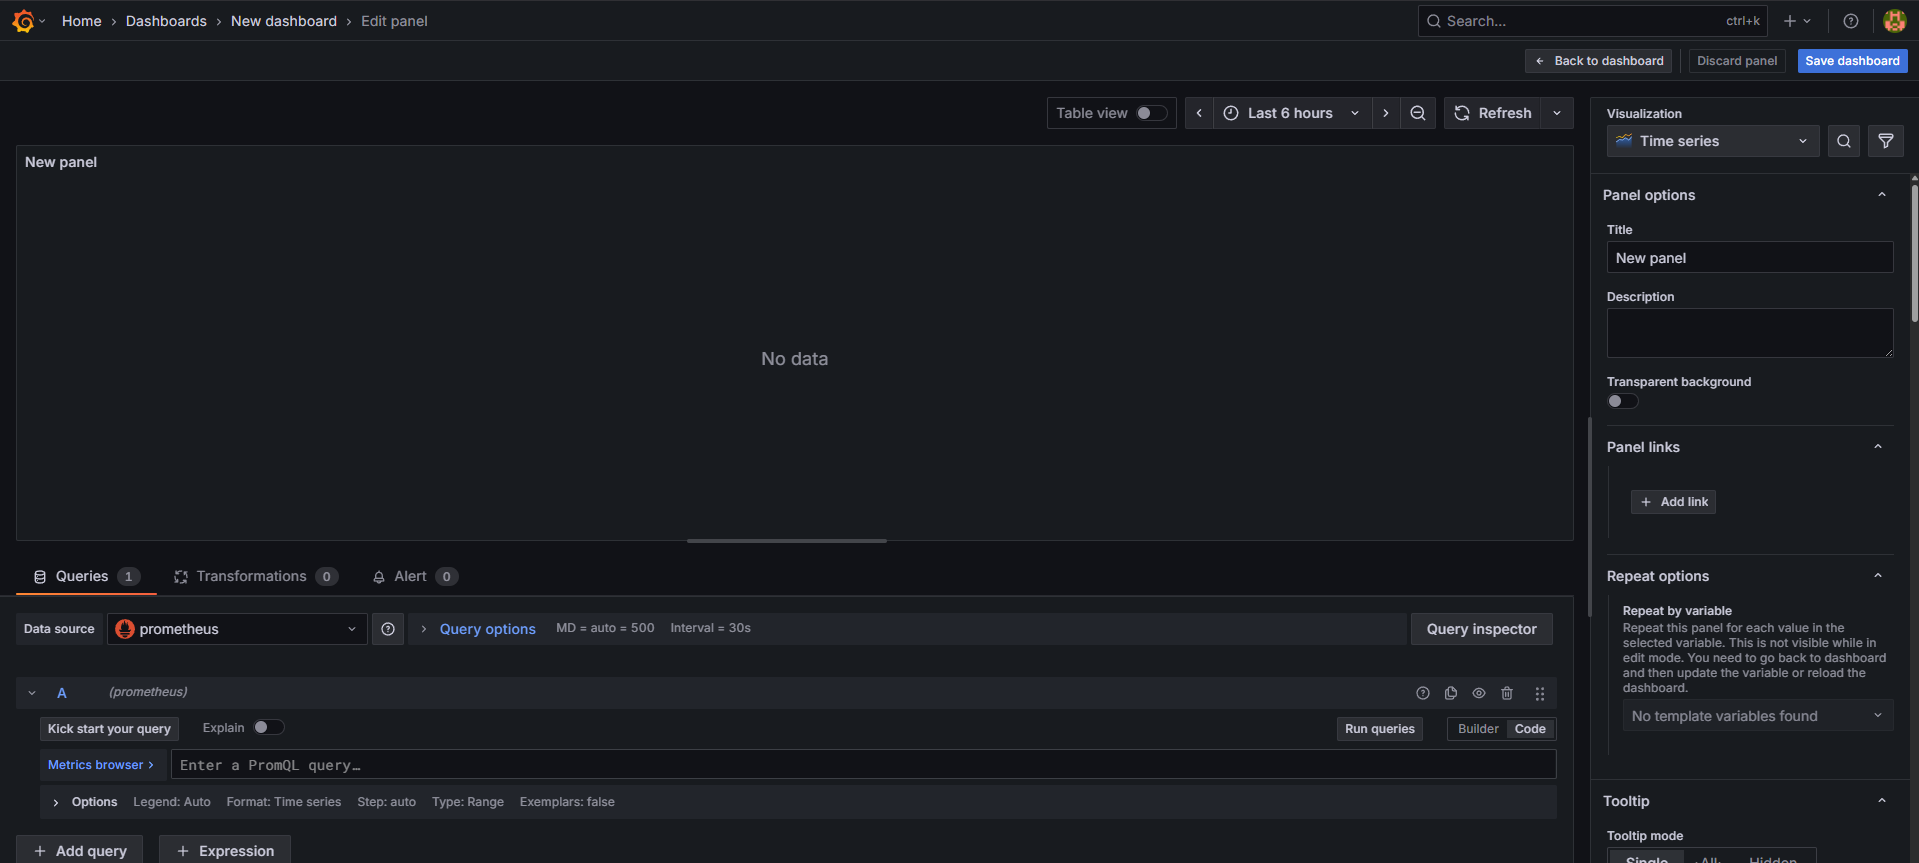 Home › Dashboards › New dashboard › Edit panel
Search...
ctrl+k
Back to dashboard
Discard panel
Save dashboard
Table view
Last 6 hours
Refresh
Visualization
Time series
New panel
No data
Panel options
Title
New panel
Description
Transparent background
Panel links
+ Add link
Repeat options
Repeat by variable
Repeat this panel for each value in the
selected variable. This is not visible while in
edit mode. You need to go back to dashboard
and then update the variable or reload the
dashboard.
No template variables found
Tooltip
Tooltip mode
Single All Hidden
Queries 1
Transformations 0
Alert 0
Data source
prometheus
Query options
MD = auto = 500
Interval = 30s
Query inspector
A
(prometheus)
Kick start your query
Explain
Run queries
Builder
Code
Metrics browser >
Enter a PromQL query…
Options
Legend: Auto
Format: Time series
Step: auto
Type: Range
Exemplars: false
+ Add query
+ Expression